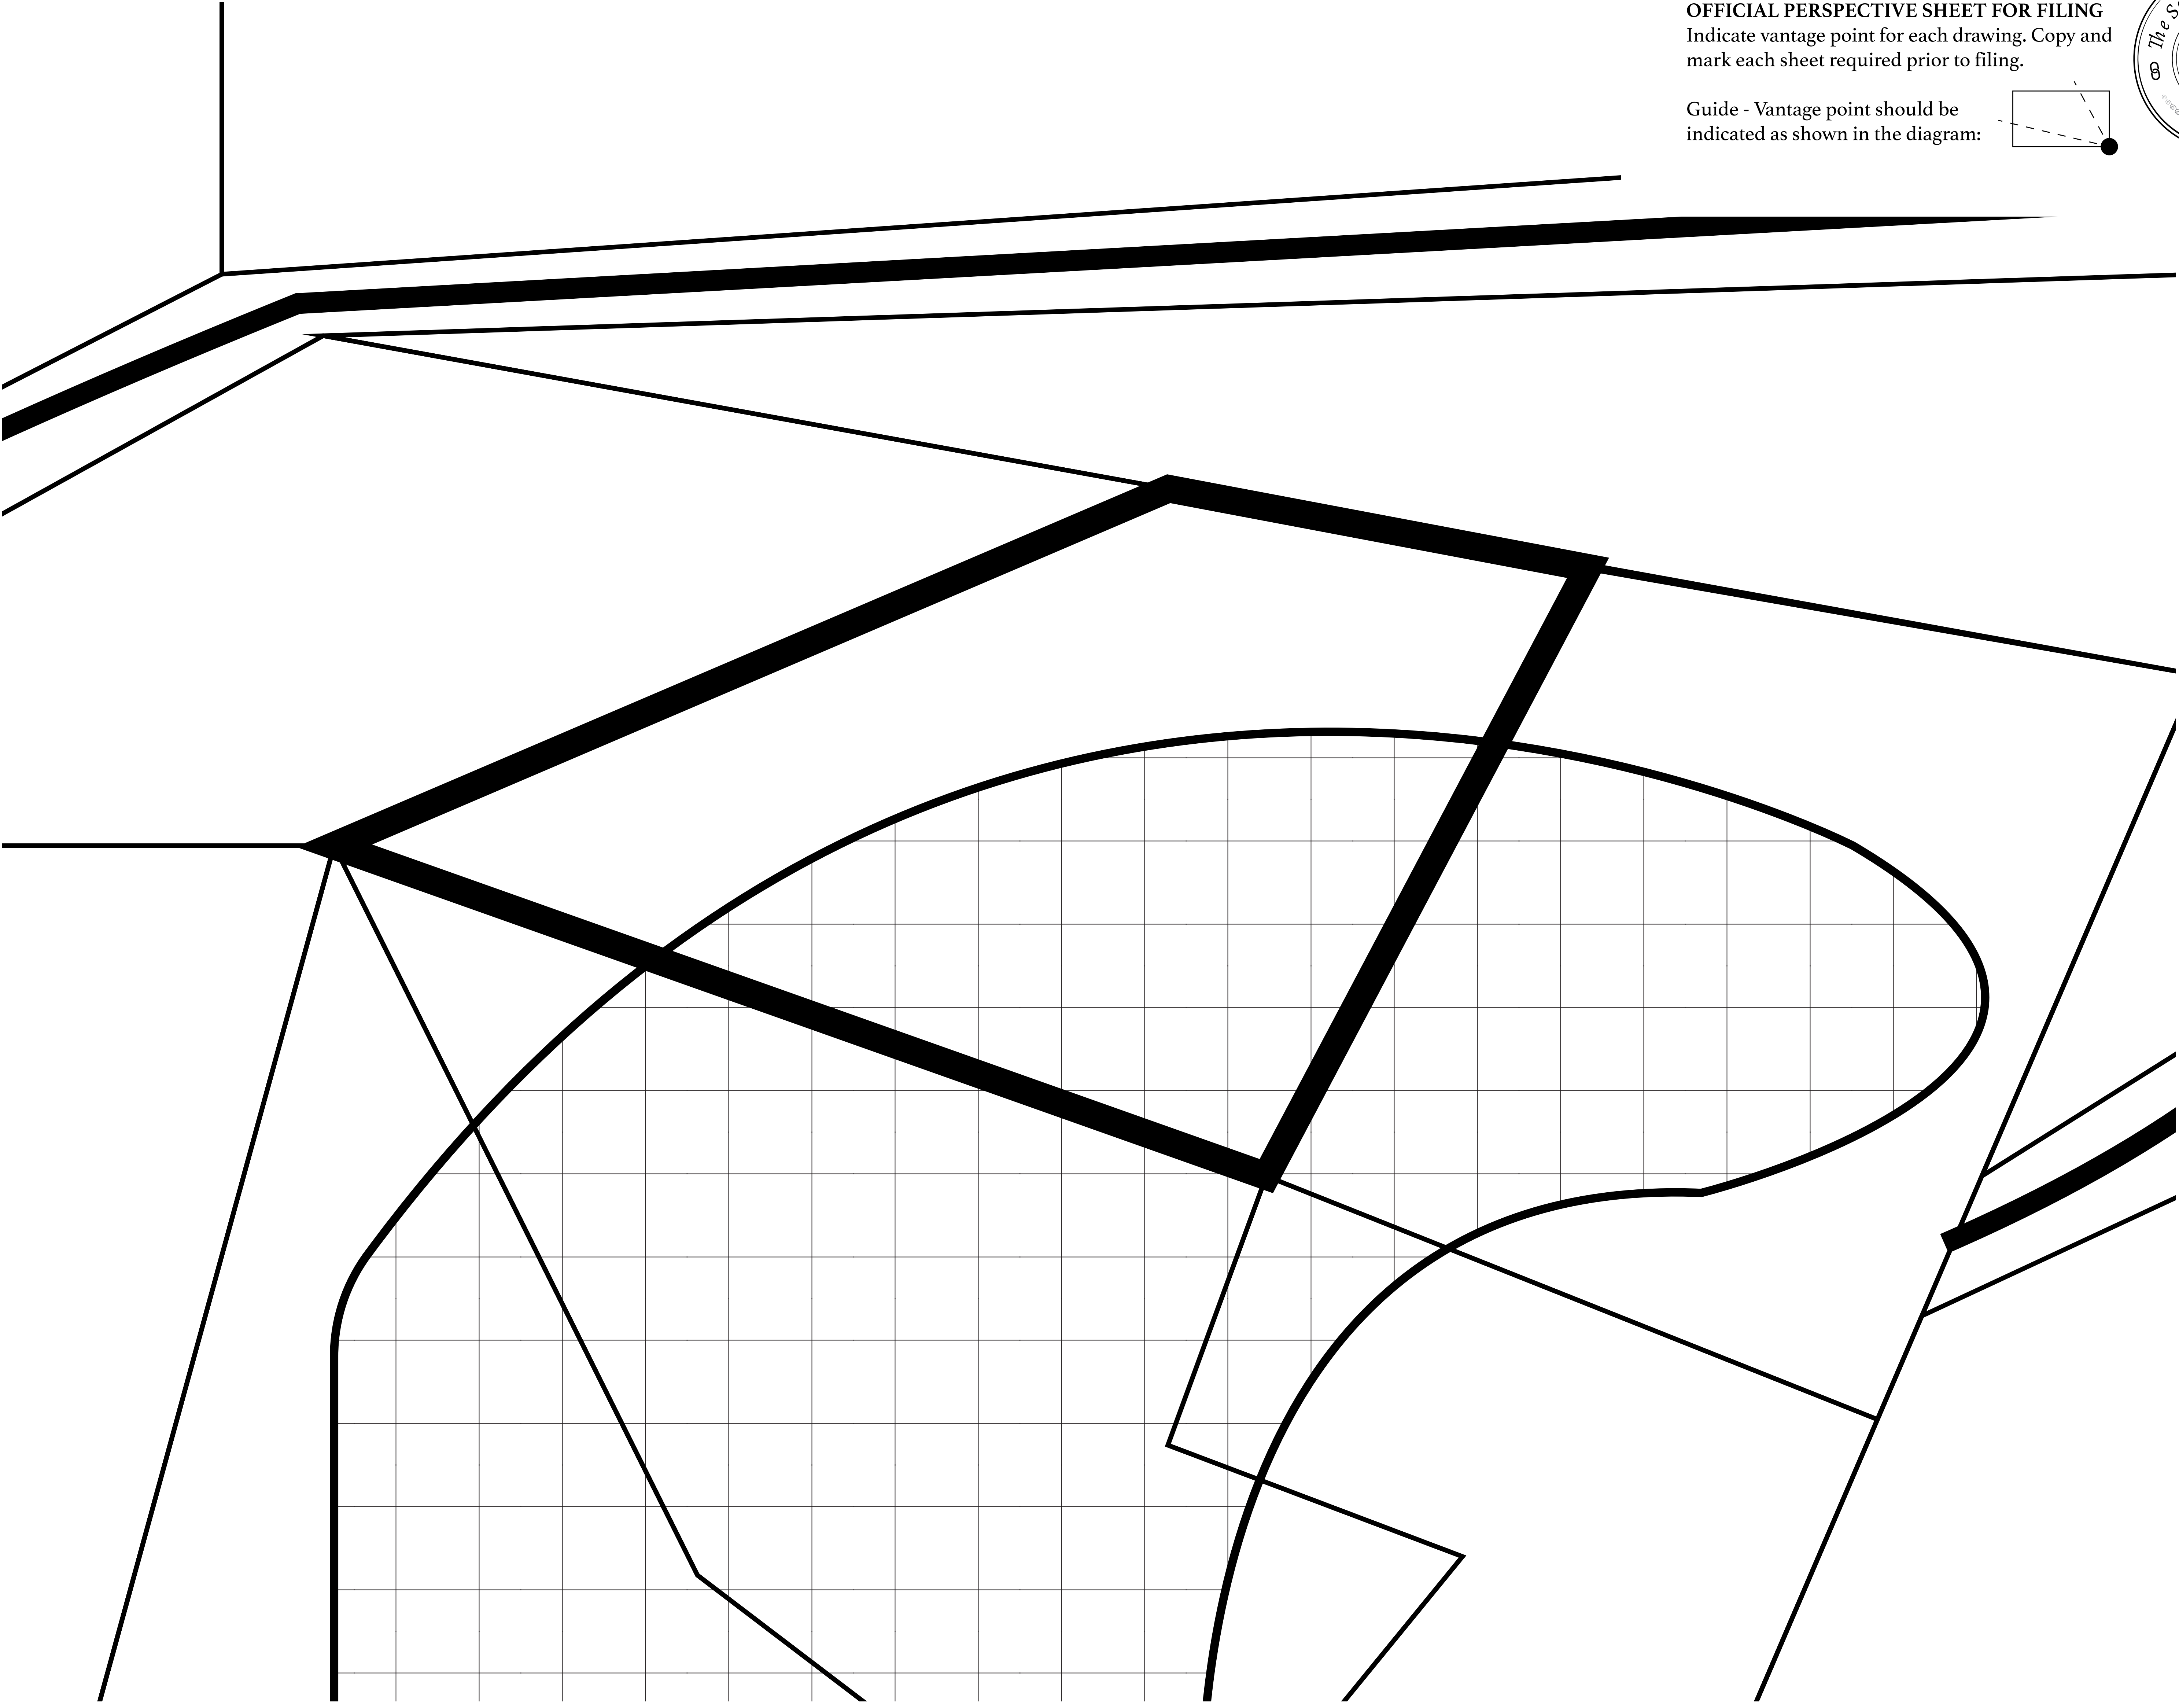 OFFICIAL PERSPECTIVE SHEET FOR FILING
Indicate vantage point for each drawing. Copy and
mark each sheet required prior to filing.
Guide - Vantage point should be
indicated as shown in the diagram:
The